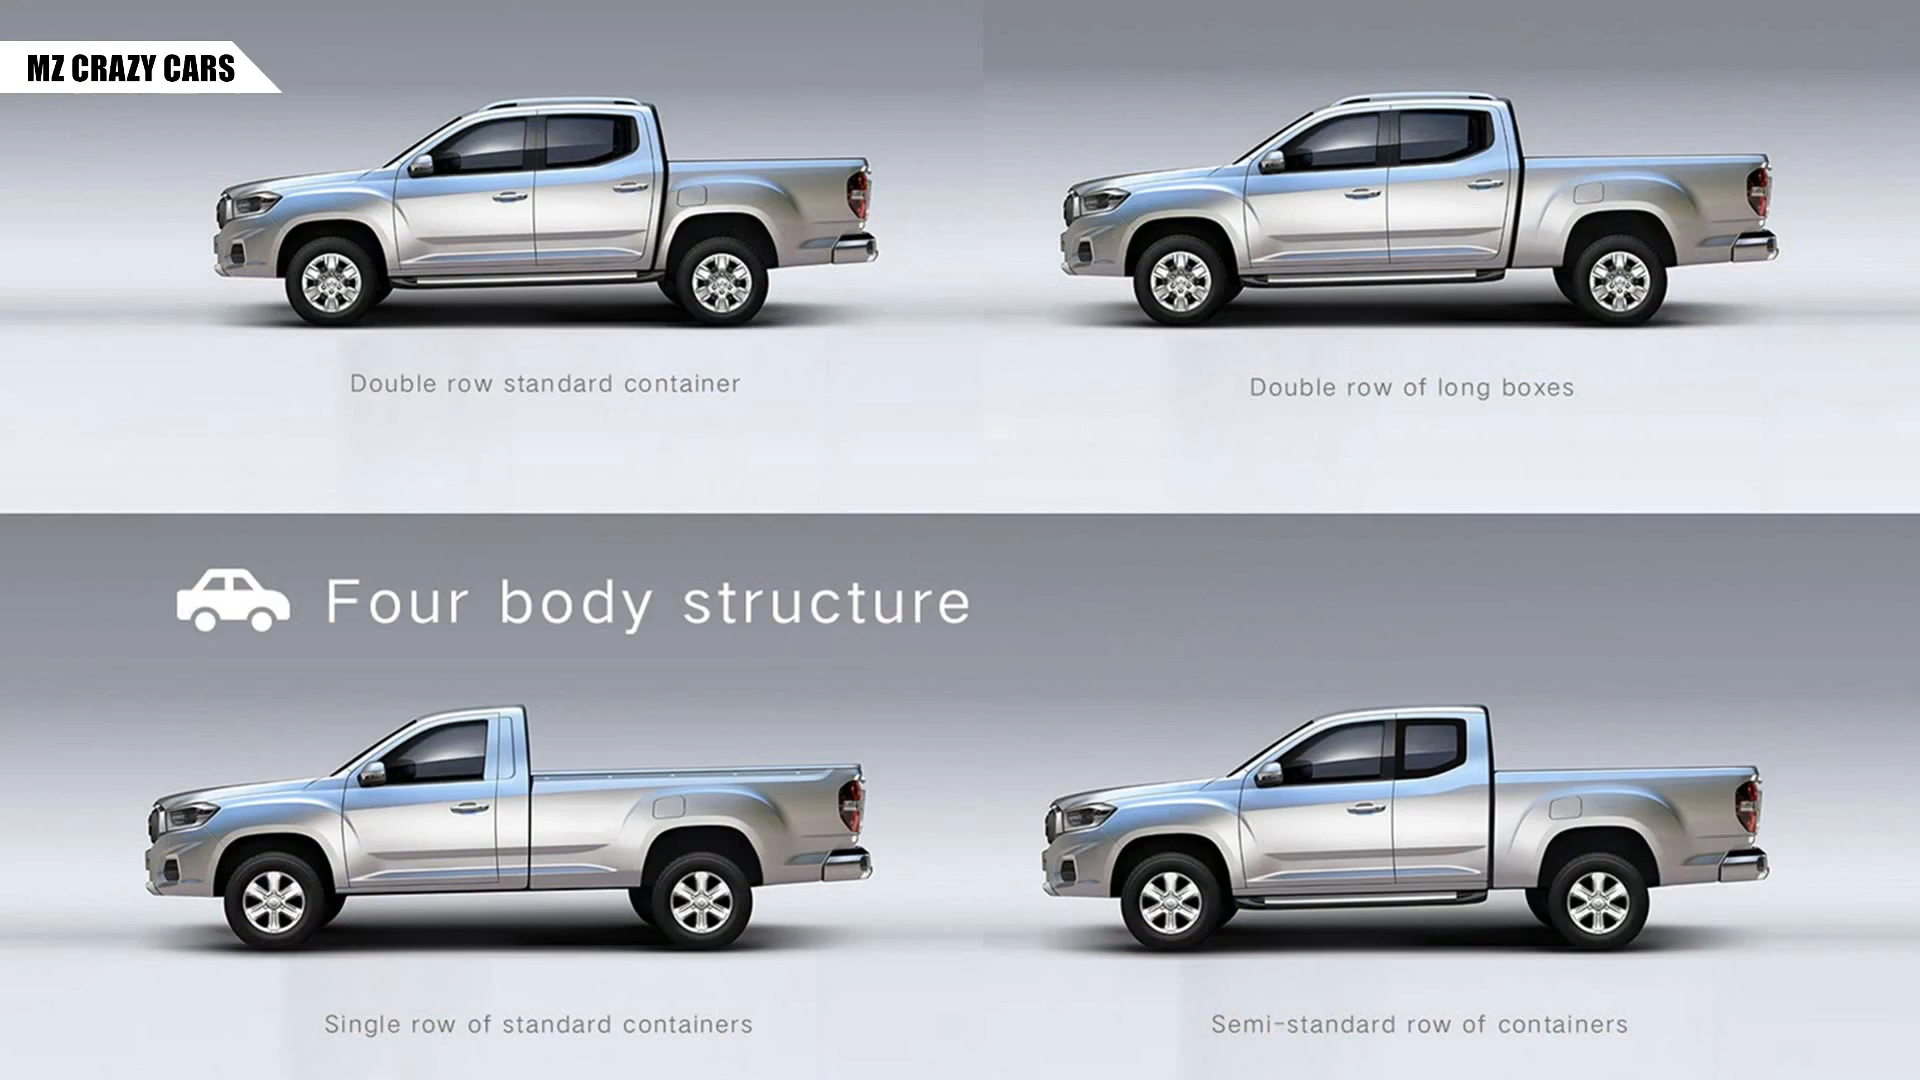 MZ CRAZY CARS
Double row standard container
Double row of long boxes
Four body structure
Single row of standard containers
Semi-standard row of containers